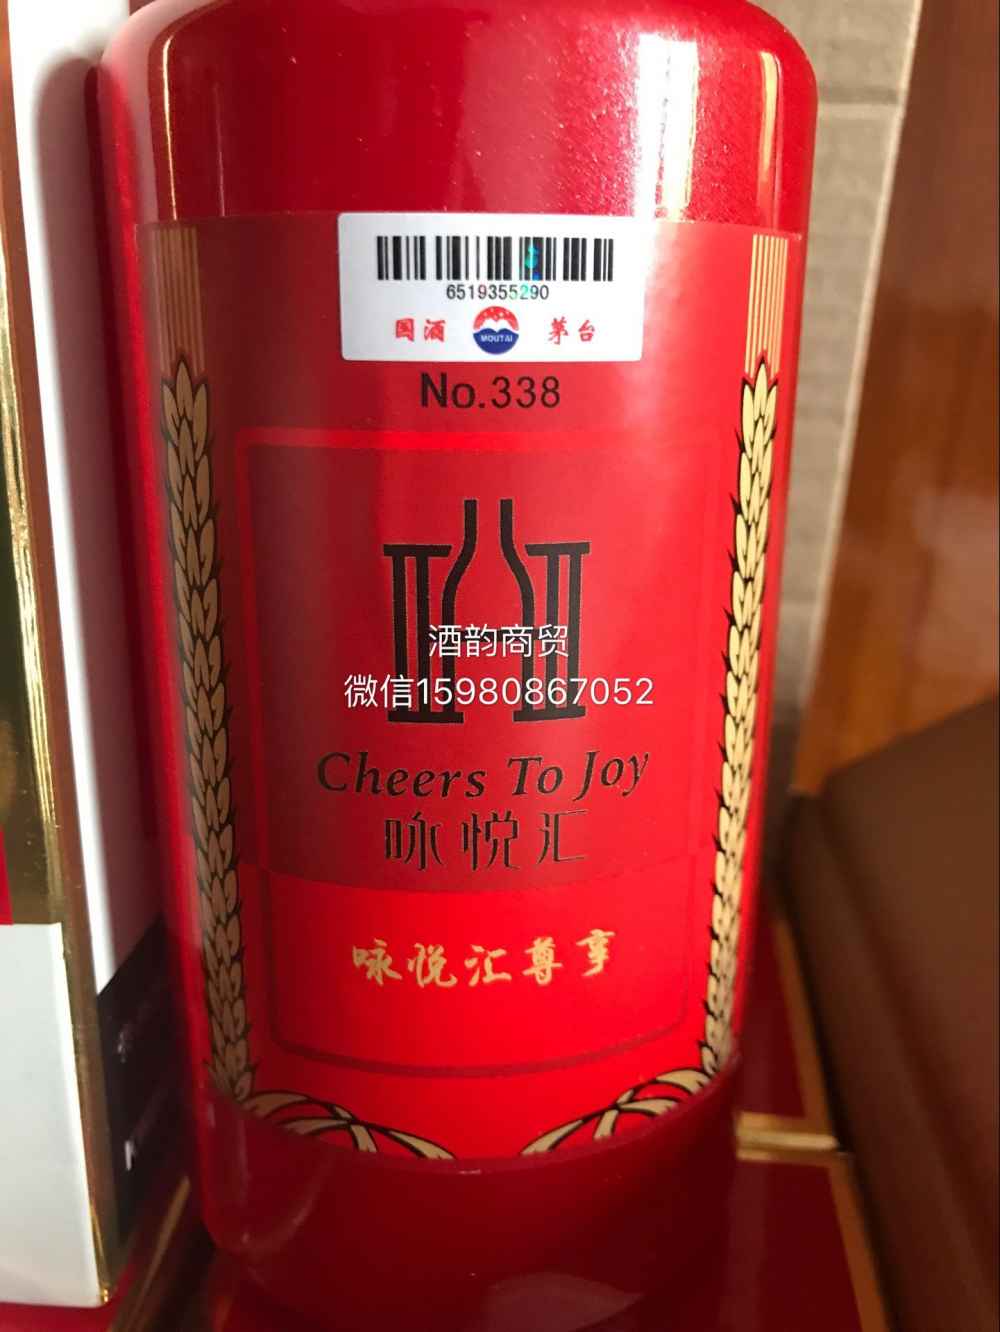 6519355290
国酒 MOUTAI 茅台
No.338
酒韵商贸
微信15980867052
Cheers To Joy
咏悦汇
咏悦汇尊享